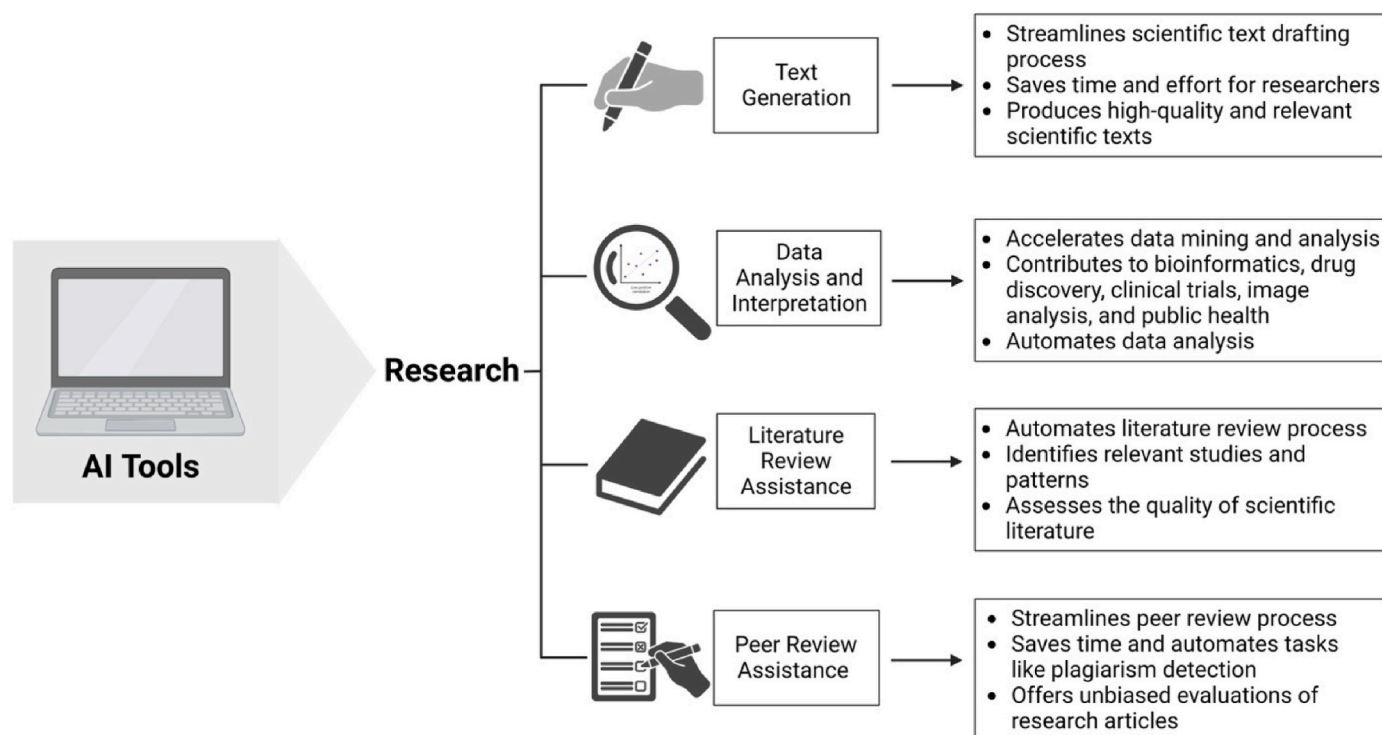 AI Tools
Research
Text
Generation
• Streamlines scientific text drafting
process
• Saves time and effort for researchers
• Produces high-quality and relevant
scientific texts
Data
Analysis and
Interpretation
• Accelerates data mining and analysis
• Contributes to bioinformatics, drug
discovery, clinical trials, image
analysis, and public health
• Automates data analysis
Literature
Review
Assistance
• Automates literature review process
• Identifies relevant studies and
patterns
• Assesses the quality of scientific
literature
Peer Review
Assistance
• Streamlines peer review process
• Saves time and automates tasks
like plagiarism detection
• Offers unbiased evaluations of
research articles